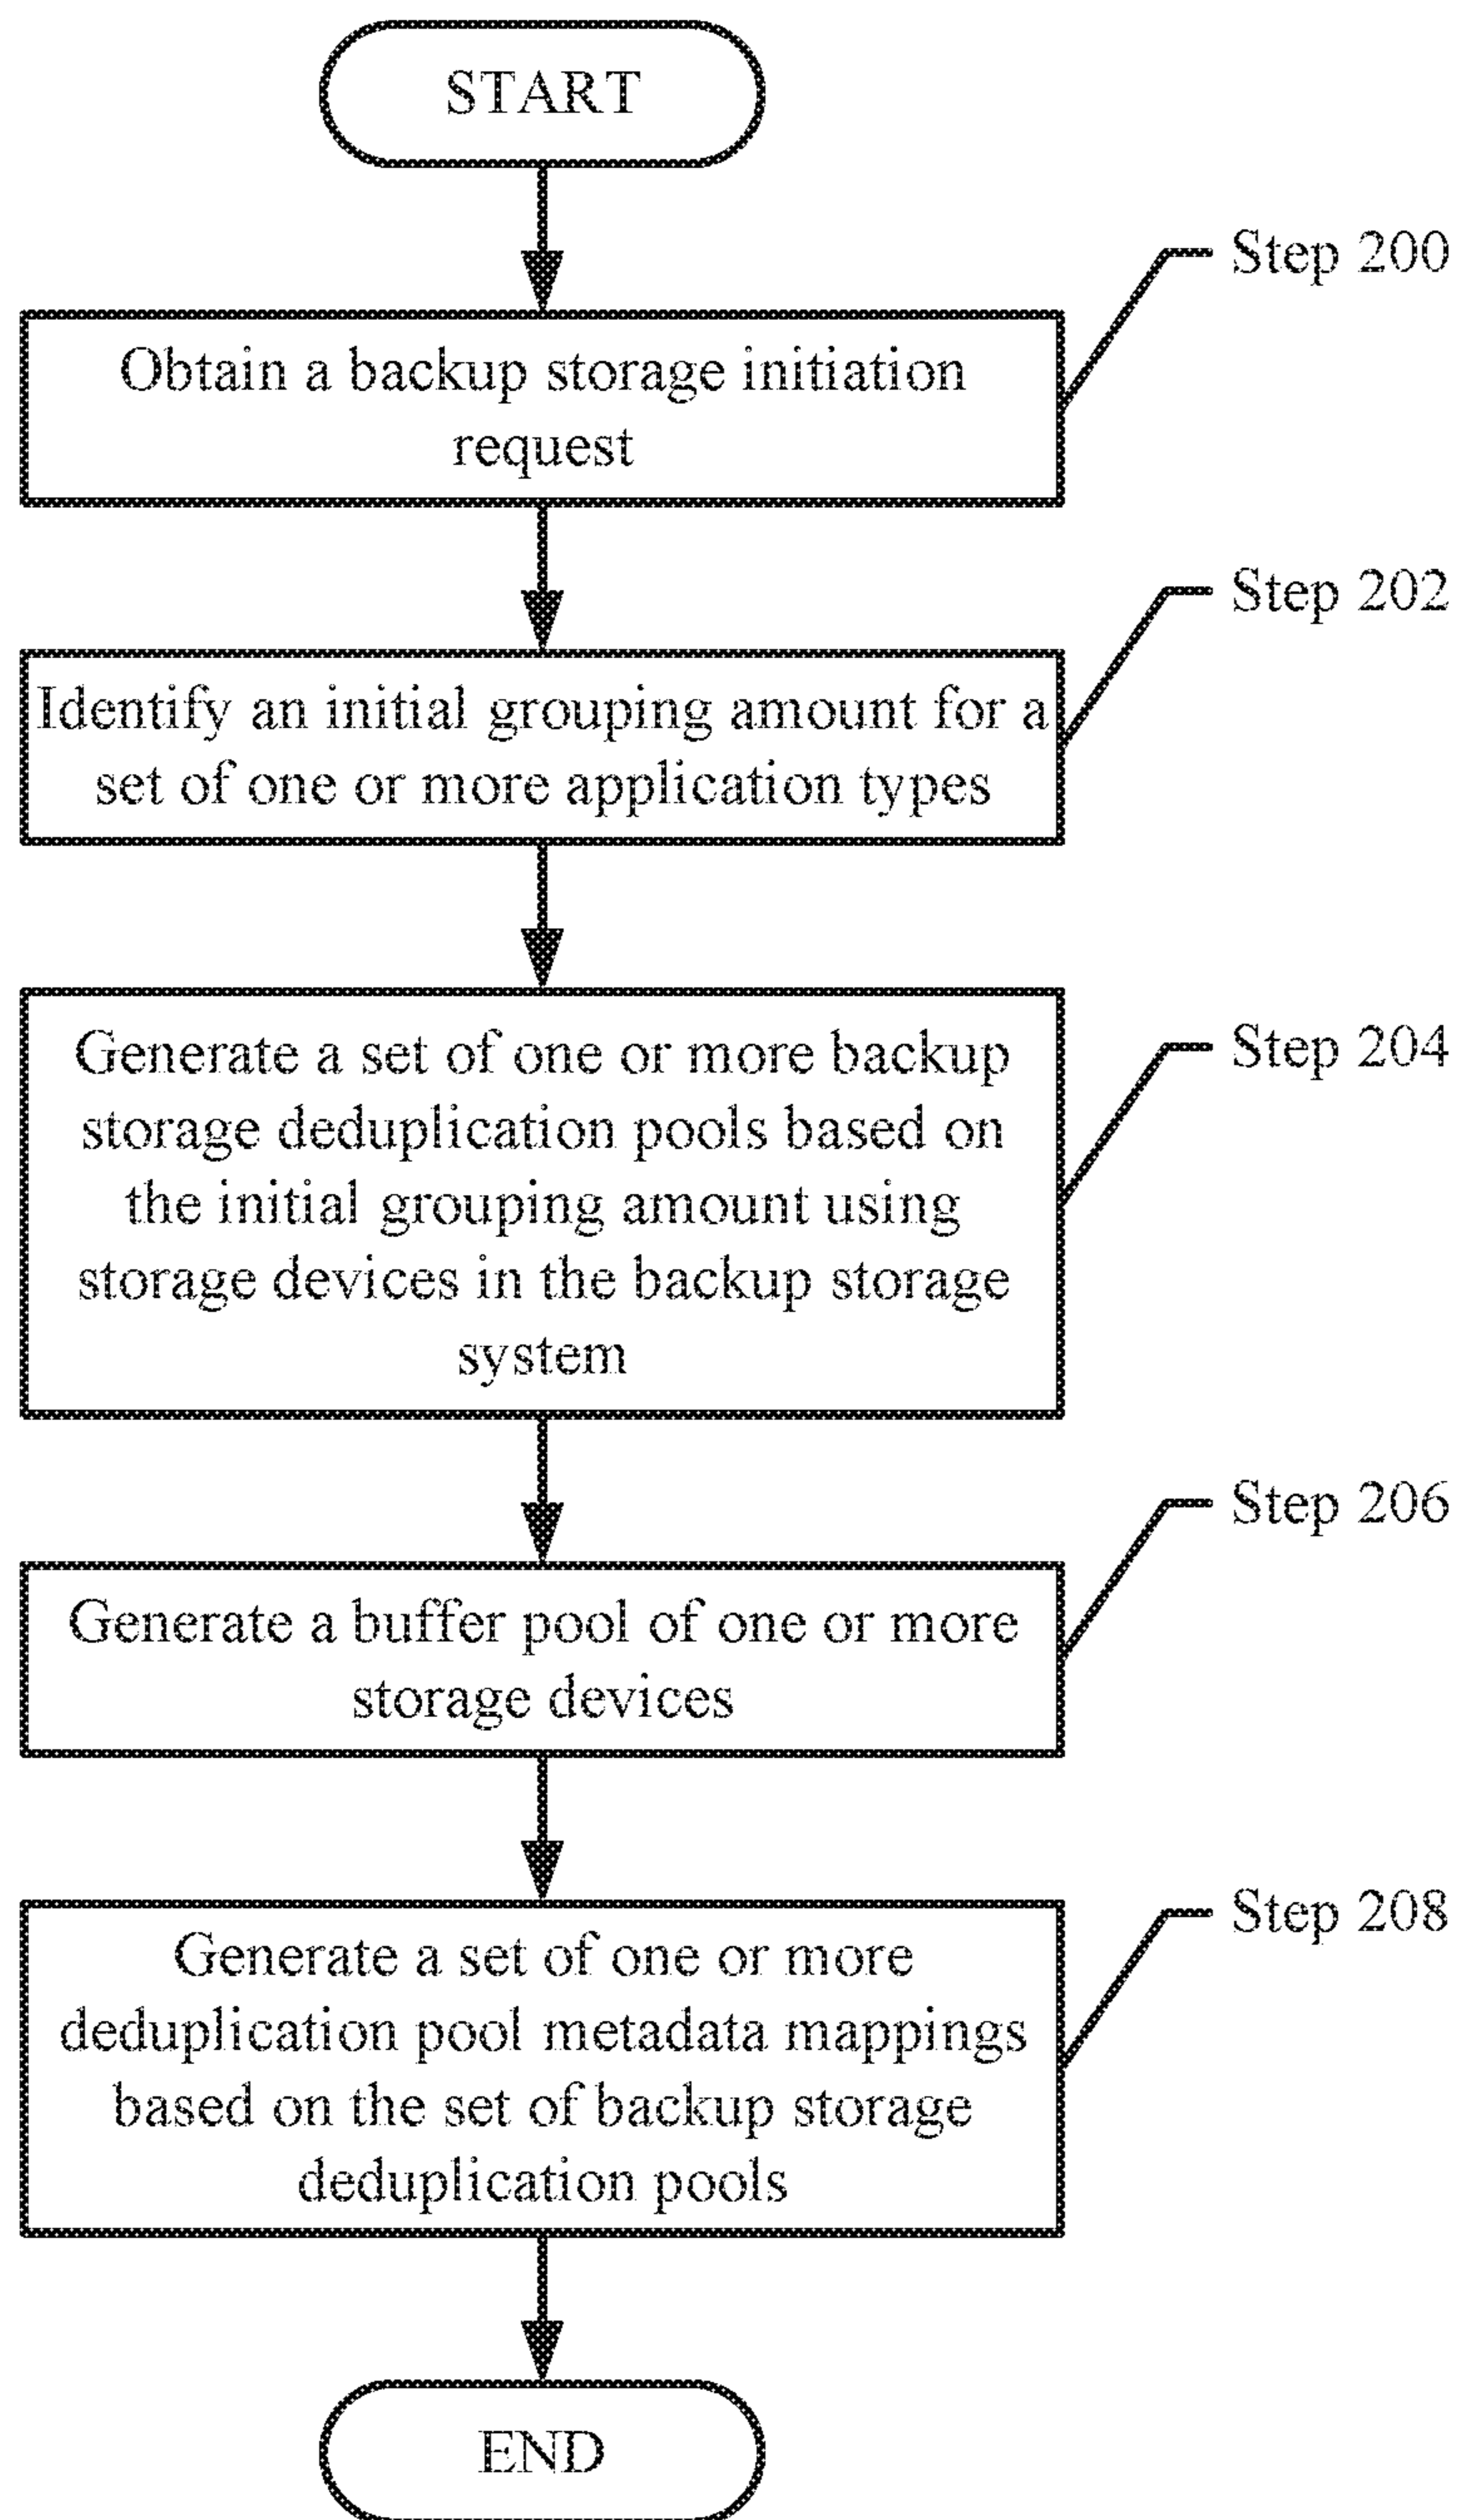 START
Step 200
Obtain a backup storage initiation
request
Step 202
Identify an initial grouping amount for a
set of one or more application types
Step 204
Generate a set of one or more backup
storage deduplication pools based on
the initial grouping amount using
storage devices in the backup storage
system
Step 206
Generate a buffer pool of one or more
storage devices
Step 208
Generate a set of one or more
deduplication pool metadata mappings
based on the set of backup storage
deduplication pools
END